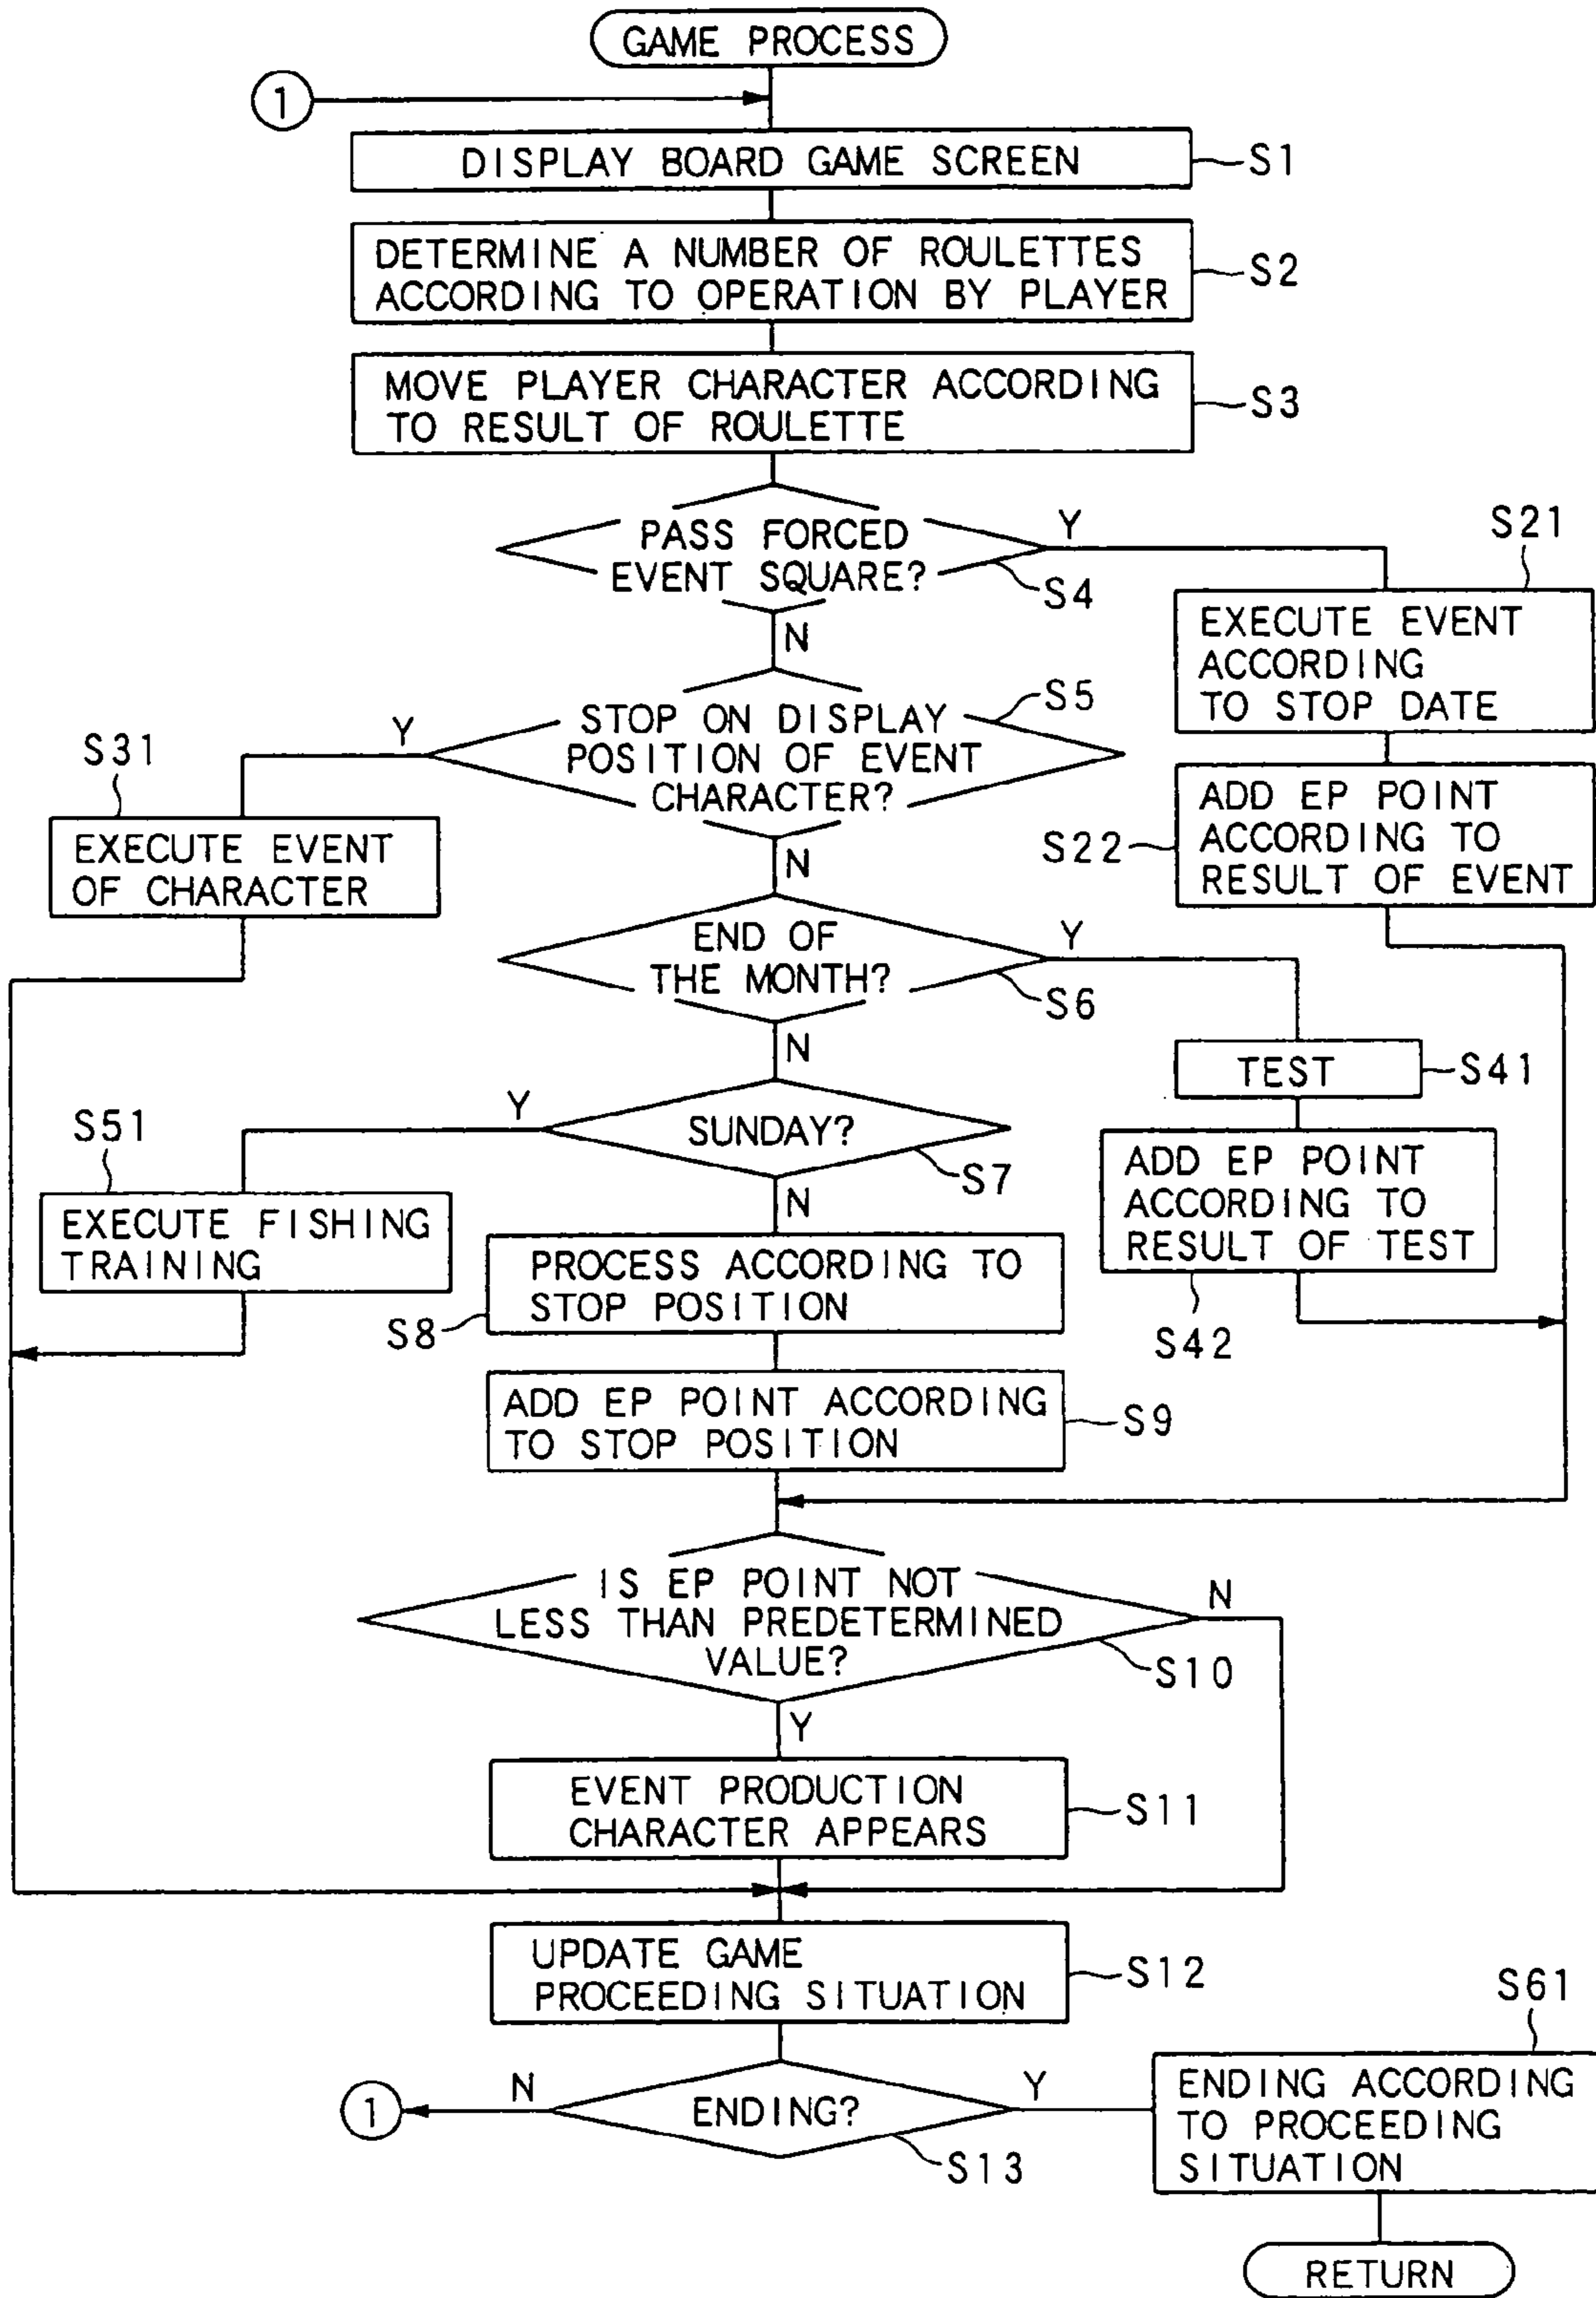 GAME PROCESS
1
DISPLAY BOARD GAME SCREEN
S1
DETERMINE A NUMBER OF ROULETTES
ACCORDING TO OPERATION BY PLAYER
S2
MOVE PLAYER CHARACTER ACCORDING
TO RESULT OF ROULETTE
S3
PASS FORCED
EVENT SQUARE?
Y
S4
N
S21
EXECUTE EVENT
ACCORDING
TO STOP DATE
S5
STOP ON DISPLAY
POSITION OF EVENT
CHARACTER?
Y
N
S31
EXECUTE EVENT
OF CHARACTER
S22
ADD EP POINT
ACCORDING TO
RESULT OF EVENT
END OF
THE MONTH?
Y
S6
N
TEST
S41
SUNDAY?
Y
S7
N
S51
EXECUTE FISHING
TRAINING
ADD EP POINT
ACCORDING TO
RESULT OF TEST
S42
PROCESS ACCORDING TO
STOP POSITION
S8
ADD EP POINT ACCORDING
TO STOP POSITION
S9
IS EP POINT NOT
LESS THAN PREDETERMINED
VALUE?
N
S10
Y
EVENT PRODUCTION
CHARACTER APPEARS
S11
UPDATE GAME
PROCEEDING SITUATION
S12
S61
1
N
ENDING?
Y
S13
ENDING ACCORDING
TO PROCEEDING
SITUATION
RETURN